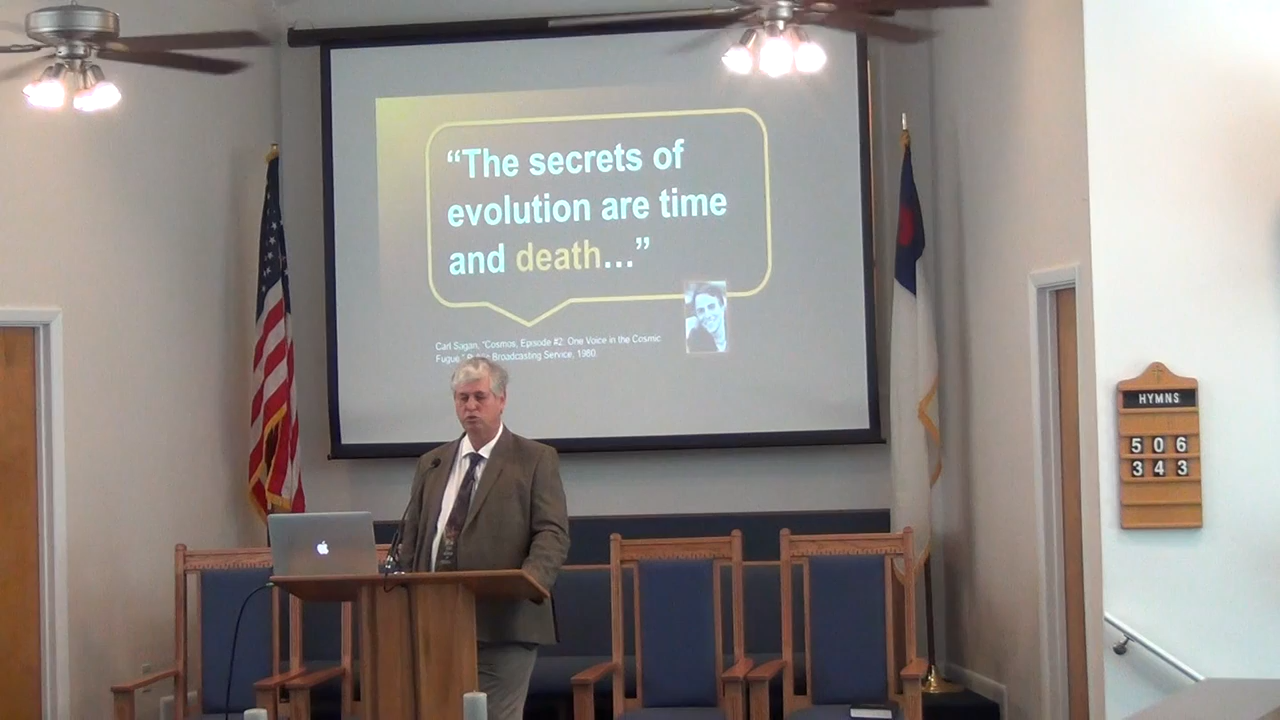 “The secrets of
evolution are time
and death...”
Carl Sagan, “Cosmos, Episode #2: One Voice in the Cosmic
Fugue,” Public Broadcasting Service, 1980.
HYMNS
506
343